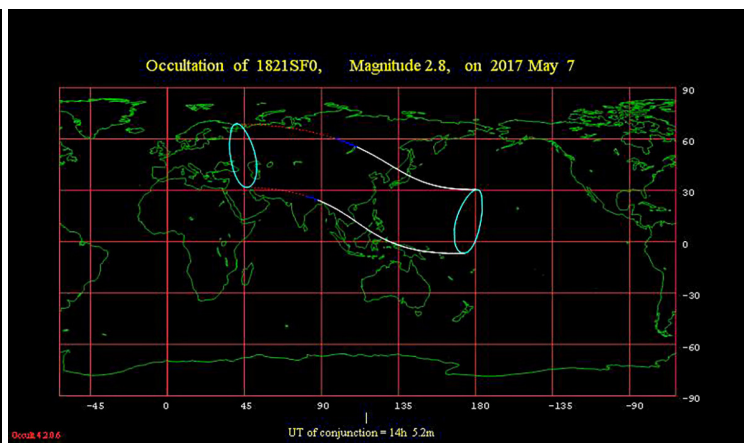 Occultation of 1821SF0, Magnitude 2.8, on 2017 May 7
90
60
30
0
-30
-60
-90
-45 0 45 90 135 180 -135 -90
UT of conjunction = 14h 5.2m
Occult 4.2.0.6